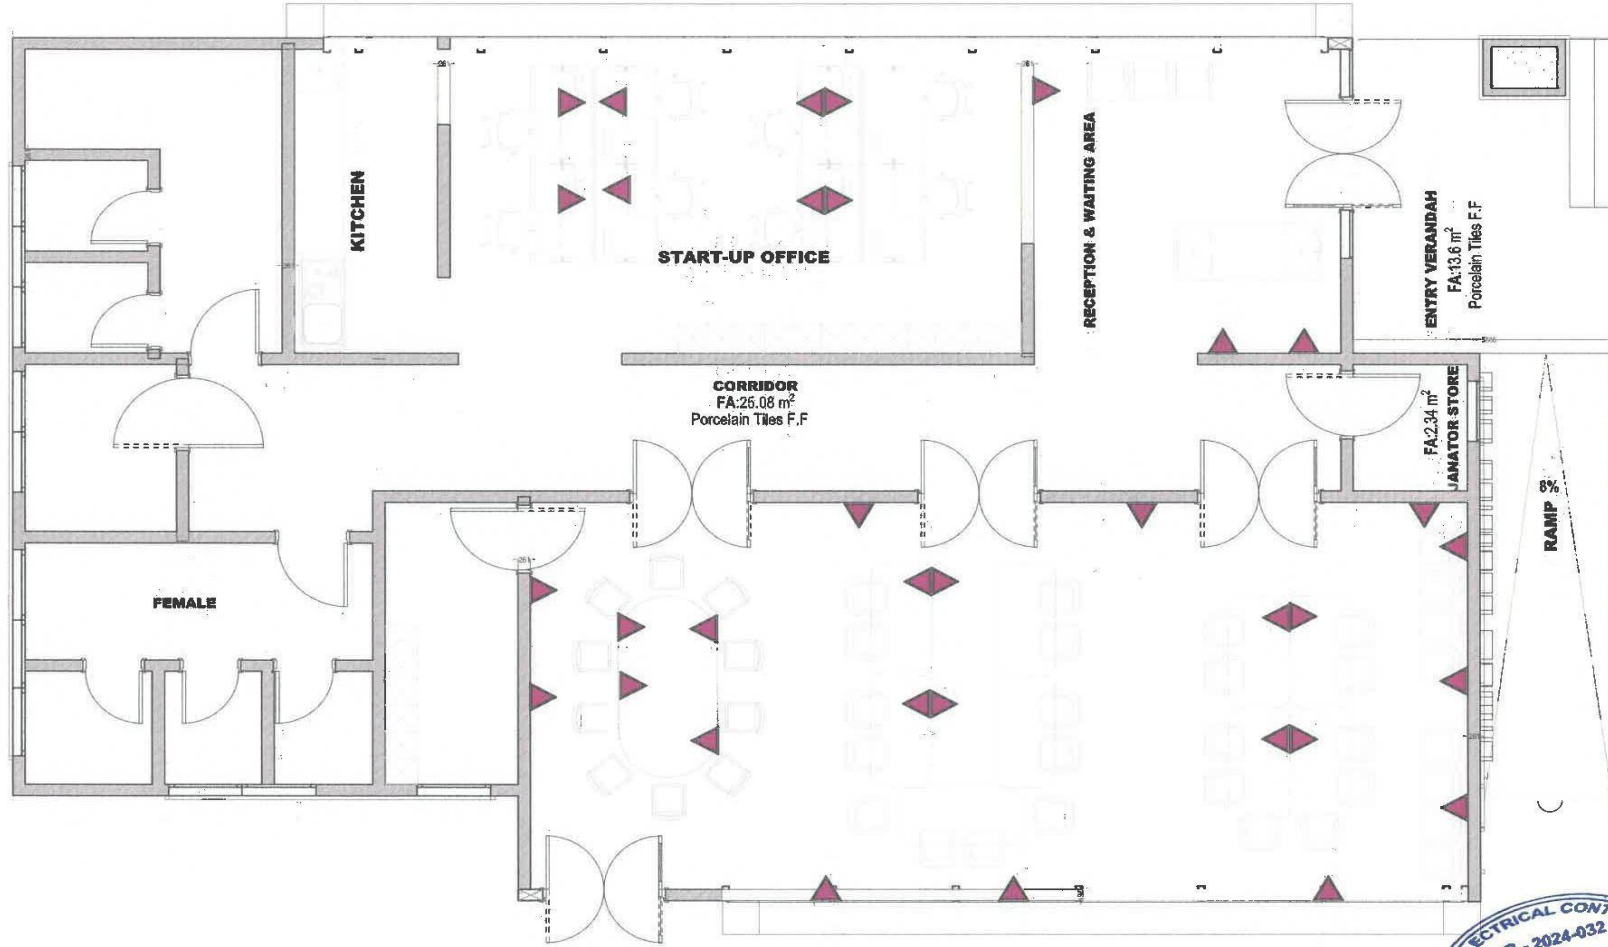 KITCHEN
START-UP OFFICE
RECEPTION & WAITING AREA
ENTRY VERANDAH
FA:13.6 m²
Porcelain Tiles F.F
CORRIDOR
FA:25.08 m²
Porcelain Tiles F.F
FA:2.34 m²
JANATOR STORE
RAMP 8%
FEMALE
ECTRICAL CONT
- 2024-032